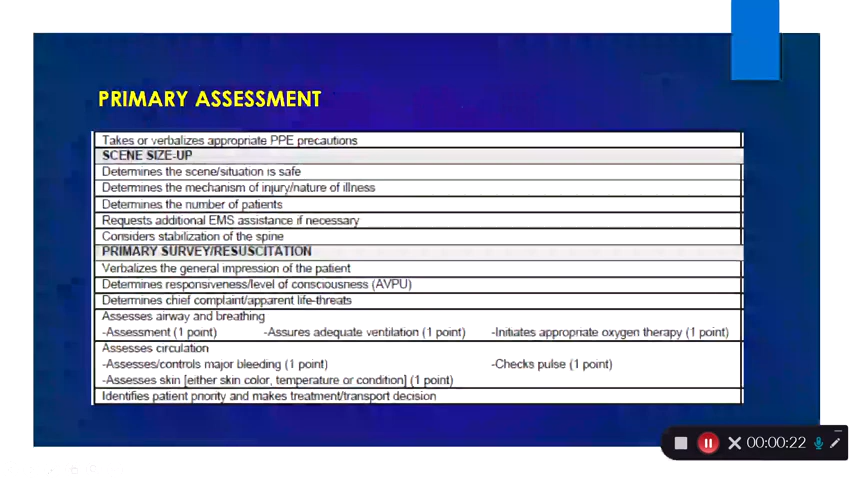 PRIMARY ASSESSMENT
Takes or verbalizes appropriate PPE precautions
SCENE SIZE-UP
Determines the scene/situation is safe
Determines the mechanism of injury/nature of illness
Determines the number of patients
Requests additional EMS assistance if necessary
Considers stabilization of the spine
PRIMARY SURVEY/RESUSCITATION
Verbalizes the general impression of the patient
Determines responsiveness/level of consciousness (AVPU)
Determines chief complaint/apparent life-threats
Assesses airway and breathing
-Assessment (1 point) -Assures adequate ventilation (1 point) -Initiates appropriate oxygen therapy (1 point)
Assesses circulation
-Assesses/controls major bleeding (1 point) -Checks pulse (1 point)
-Assesses skin [either skin color, temperature or condition] (1 point)
Identifies patient priority and makes treatment/transport decision
00:00:22